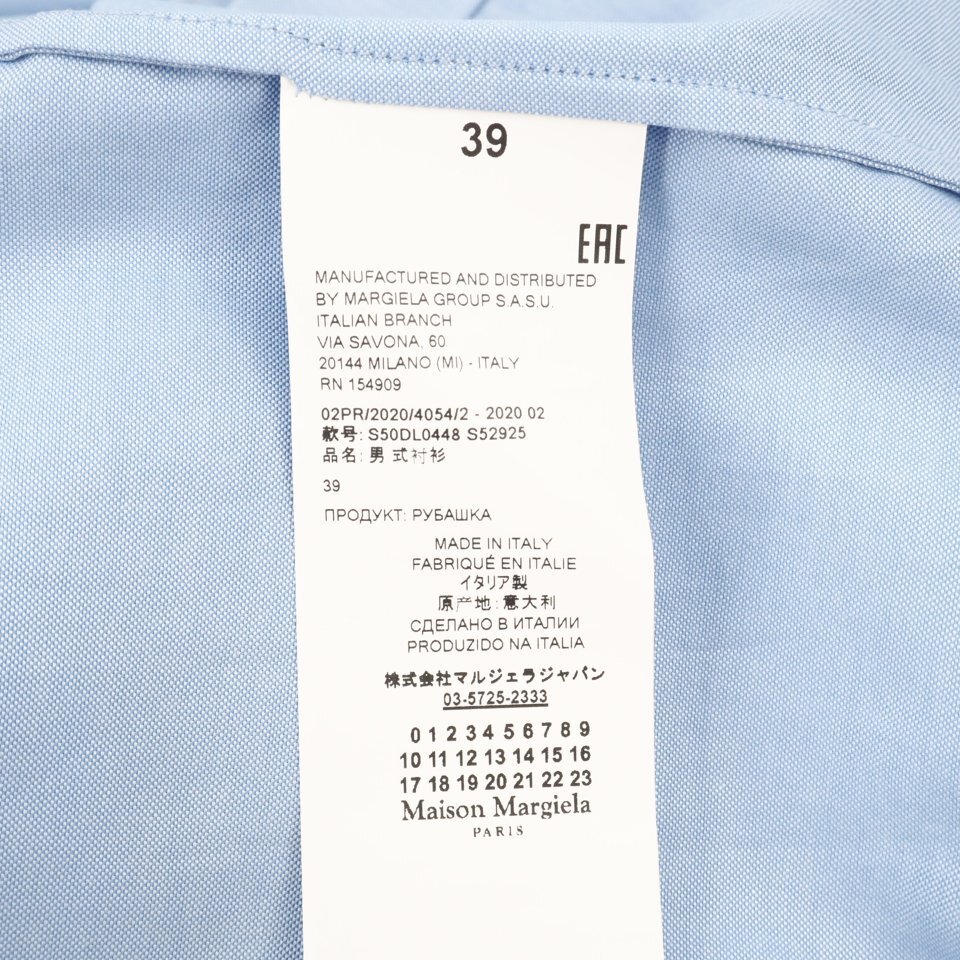 39
EAC
MANUFACTURED AND DISTRIBUTED
BY MARGIELA GROUP S.A.S.U.
ITALIAN BRANCH
VIA SAVONA, 60
20144 MILANO (MI) - ITALY
RN 154909
02PR/2020/4054/2 - 2020 02
款号: S50DL0448 S52925
品名: 男 式衬衫
39
ПРОДУКТ: РУБАШКА
MADE IN ITALY
FABRIQUÉ EN ITALIE
イタリア製
原产地: 意大利
СДЕЛАНО В ИТАЛИИ
PRODUZIDO NA ITALIA
株式会社マルジェラジャパン
03-5725-2333
0 1 2 3 4 5 6 7 8 9
10 11 12 13 14 15 16
17 18 19 20 21 22 23
Maison Margiela
PARIS